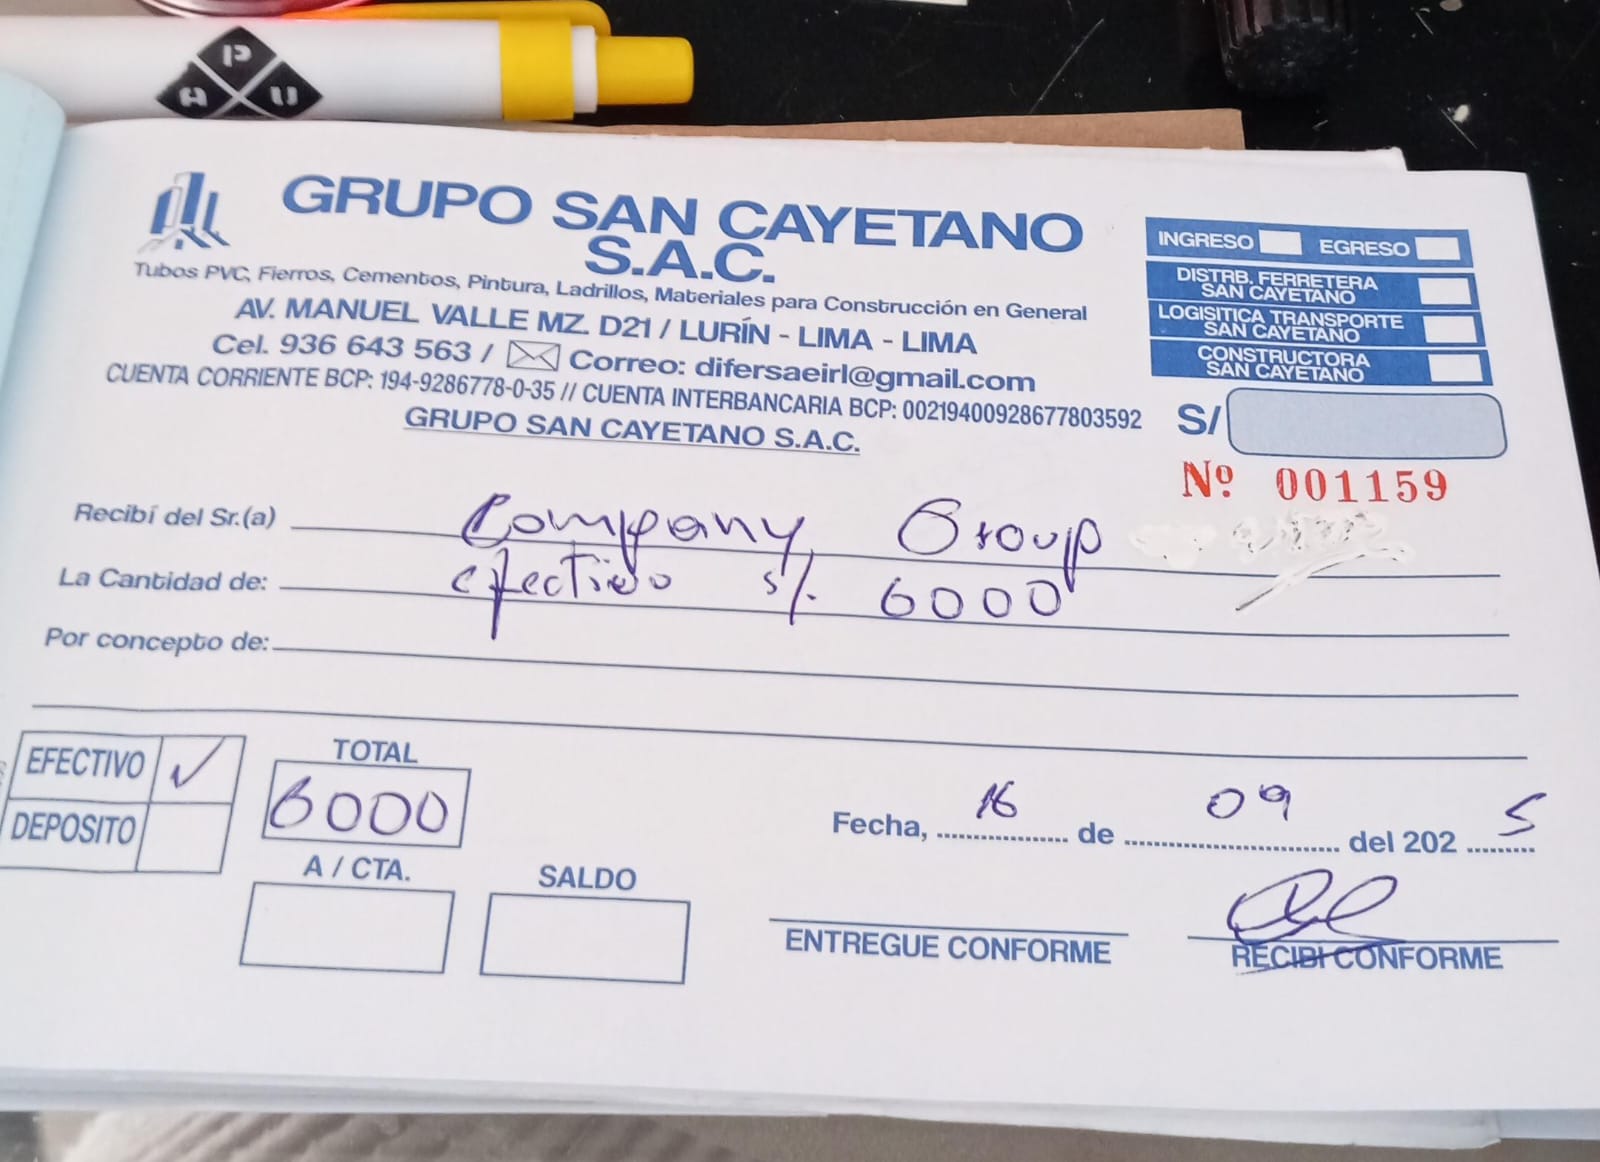 P
A U
GRUPO SAN CAYETANO
S.A.C.
Tubos PVC, Fierros, Cementos, Pintura, Ladrillos, Materiales para Construcción en General
AV. MANUEL VALLE MZ. D21 / LURÍN - LIMA - LIMA
Cel. 936 643 563 / Correo: difersaeirl@gmail.com
CUENTA CORRIENTE BCP: 194-9286778-0-35 // CUENTA INTERBANCARIA BCP: 00219400928677803592
GRUPO SAN CAYETANO S.A.C.
INGRESO EGRESO
DISTRB. FERRETERA
SAN CAYETANO
LOGISITICA TRANSPORTE
SAN CAYETANO
CONSTRUCTORA
SAN CAYETANO
S/
Nº 001159
Recibí del Sr.(a) Company Group
La Cantidad de: efectivo s/. 6000
Por concepto de:
EFECTIVO ✓
DEPOSITO
TOTAL
6000
A / CTA.
SALDO
Fecha, 16 de 09 del 202 5
ENTREGUE CONFORME
RECIBI CONFORME